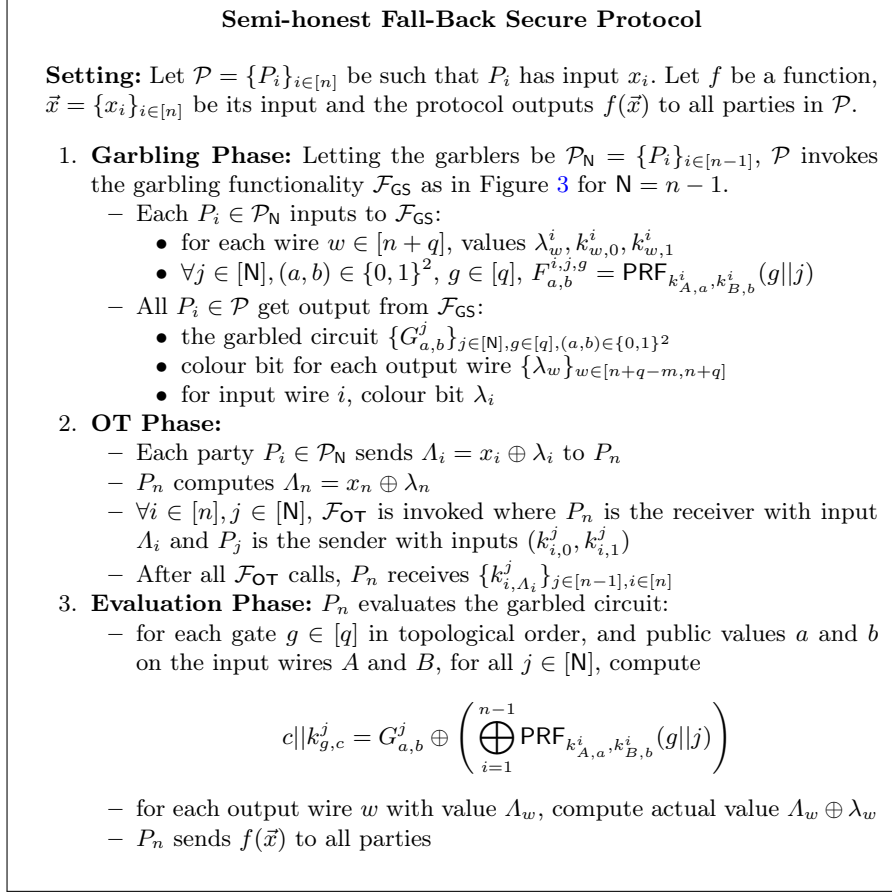 Semi-honest Fall-Back Secure Protocol
Setting: Let 𝒫 = {P_i}_{i∈[n]} be such that P_i has input x_i. Let f be a function,
x⃗ = {x_i}_{i∈[n]} be its input and the protocol outputs f(x⃗) to all parties in 𝒫.
1. Garbling Phase: Letting the garblers be 𝒫_N = {P_i}_{i∈[n−1]}, 𝒫 invokes
the garbling functionality ℱ_GS as in Figure 3 for N = n − 1.
– Each P_i ∈ 𝒫_N inputs to ℱ_GS:
• for each wire w ∈ [n + q], values λ^i_w, k^i_{w,0}, k^i_{w,1}
• ∀j ∈ [N], (a, b) ∈ {0, 1}^2, g ∈ [q], F^{i,j,g}_{a,b} = PRF_{k^i_{A,a},k^i_{B,b}}(g||j)
– All P_i ∈ 𝒫 get output from ℱ_GS:
• the garbled circuit {G^j_{a,b}}_{j∈[N],g∈[q],(a,b)∈{0,1}^2}
• colour bit for each output wire {λ_w}_{w∈[n+q−m,n+q]}
• for input wire i, colour bit λ_i
2. OT Phase:
– Each party P_i ∈ 𝒫_N sends Λ_i = x_i ⊕ λ_i to P_n
– P_n computes Λ_n = x_n ⊕ λ_n
– ∀i ∈ [n], j ∈ [N], ℱ_OT is invoked where P_n is the receiver with input
Λ_i and P_j is the sender with inputs (k^j_{i,0}, k^j_{i,1})
– After all ℱ_OT calls, P_n receives {k^j_{i,Λ_i}}_{j∈[n−1],i∈[n]}
3. Evaluation Phase: P_n evaluates the garbled circuit:
– for each gate g ∈ [q] in topological order, and public values a and b
on the input wires A and B, for all j ∈ [N], compute
c||k^j_{g,c} = G^j_{a,b} ⊕ (⊕_{i=1}^{n−1} PRF_{k^i_{A,a},k^i_{B,b}}(g||j))
– for each output wire w with value Λ_w, compute actual value Λ_w ⊕ λ_w
– P_n sends f(x⃗) to all parties